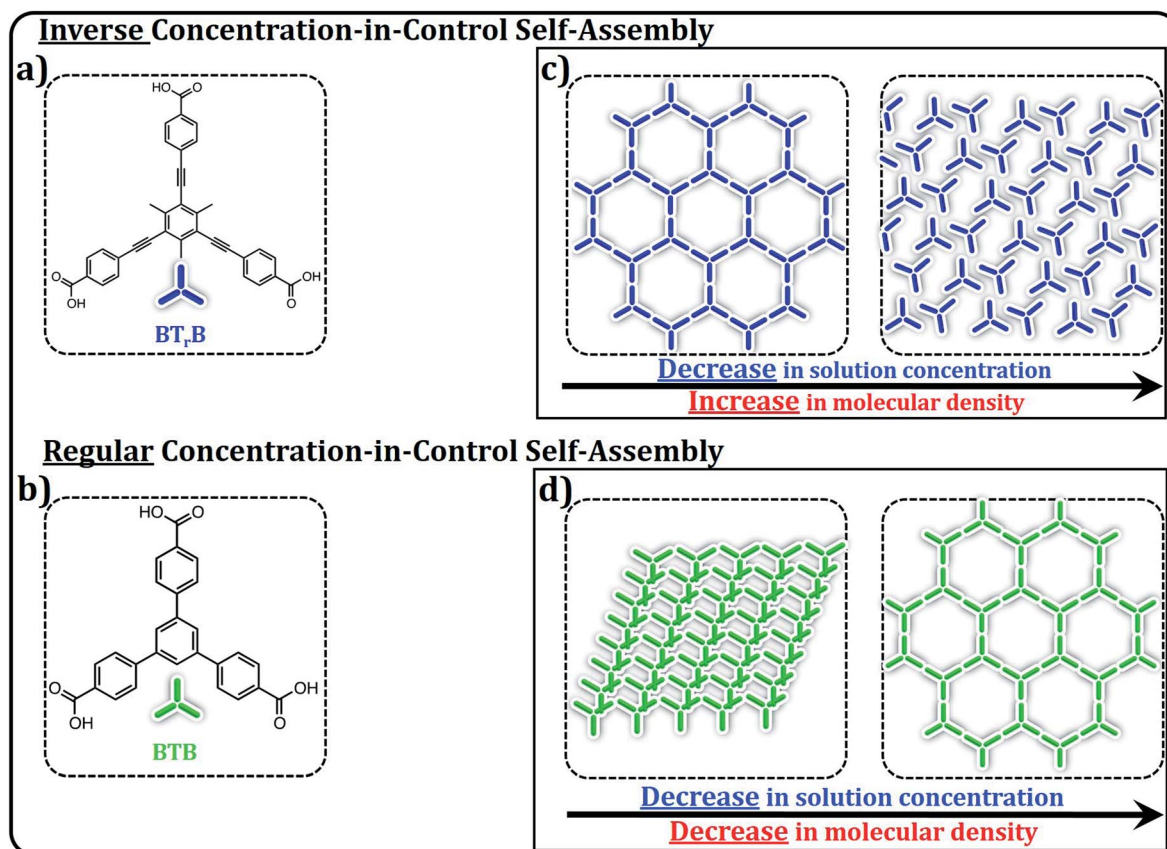 Inverse Concentration-in-Control Self-Assembly
a)
HO
O
O
OH
OH
O
BTrB
c)
Decrease in solution concentration
Increase in molecular density
Regular Concentration-in-Control Self-Assembly
b)
HO
O
O
OH
OH
O
BTB
d)
Decrease in solution concentration
Decrease in molecular density